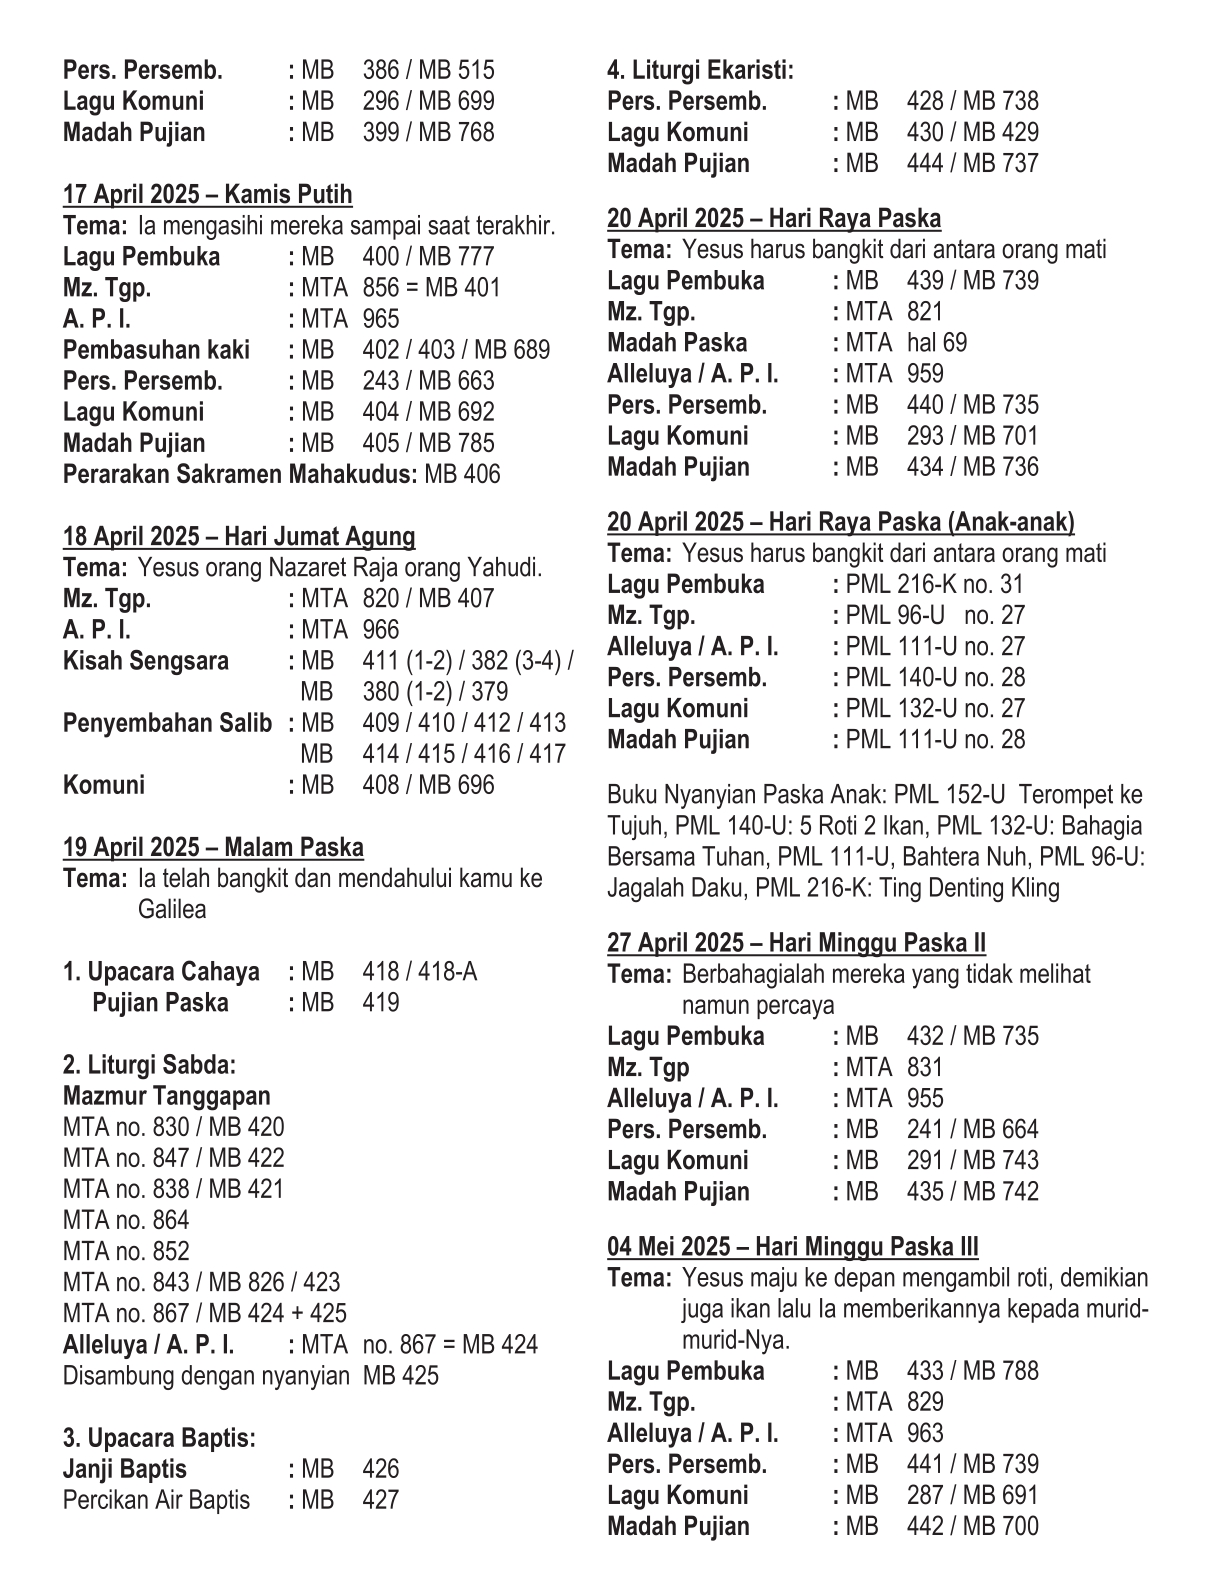 Pers. Persemb. : MB 386 / MB 515
Lagu Komuni : MB 296 / MB 699
Madah Pujian : MB 399 / MB 768
17 April 2025 – Kamis Putih
Tema: Ia mengasihi mereka sampai saat terakhir.
Lagu Pembuka : MB 400 / MB 777
Mz. Tgp. : MTA 856 = MB 401
A. P. I. : MTA 965
Pembasuhan kaki : MB 402 / 403 / MB 689
Pers. Persemb. : MB 243 / MB 663
Lagu Komuni : MB 404 / MB 692
Madah Pujian : MB 405 / MB 785
Perarakan Sakramen Mahakudus: MB 406
18 April 2025 – Hari Jumat Agung
Tema: Yesus orang Nazaret Raja orang Yahudi.
Mz. Tgp. : MTA 820 / MB 407
A. P. I. : MTA 966
Kisah Sengsara : MB 411 (1-2) / 382 (3-4) /
MB 380 (1-2) / 379
Penyembahan Salib : MB 409 / 410 / 412 / 413
MB 414 / 415 / 416 / 417
Komuni : MB 408 / MB 696
19 April 2025 – Malam Paska
Tema: Ia telah bangkit dan mendahului kamu ke
Galilea
1. Upacara Cahaya : MB 418 / 418-A
Pujian Paska : MB 419
2. Liturgi Sabda:
Mazmur Tanggapan
MTA no. 830 / MB 420
MTA no. 847 / MB 422
MTA no. 838 / MB 421
MTA no. 864
MTA no. 852
MTA no. 843 / MB 826 / 423
MTA no. 867 / MB 424 + 425
Alleluya / A. P. I. : MTA no. 867 = MB 424
Disambung dengan nyanyian MB 425
3. Upacara Baptis:
Janji Baptis : MB 426
Percikan Air Baptis : MB 427
4. Liturgi Ekaristi:
Pers. Persemb. : MB 428 / MB 738
Lagu Komuni : MB 430 / MB 429
Madah Pujian : MB 444 / MB 737
20 April 2025 – Hari Raya Paska
Tema: Yesus harus bangkit dari antara orang mati
Lagu Pembuka : MB 439 / MB 739
Mz. Tgp. : MTA 821
Madah Paska : MTA hal 69
Alleluya / A. P. I. : MTA 959
Pers. Persemb. : MB 440 / MB 735
Lagu Komuni : MB 293 / MB 701
Madah Pujian : MB 434 / MB 736
20 April 2025 – Hari Raya Paska (Anak-anak)
Tema: Yesus harus bangkit dari antara orang mati
Lagu Pembuka : PML 216-K no. 31
Mz. Tgp. : PML 96-U no. 27
Alleluya / A. P. I. : PML 111-U no. 27
Pers. Persemb. : PML 140-U no. 28
Lagu Komuni : PML 132-U no. 27
Madah Pujian : PML 111-U no. 28
Buku Nyanyian Paska Anak: PML 152-U Terompet ke
Tujuh, PML 140-U: 5 Roti 2 Ikan, PML 132-U: Bahagia
Bersama Tuhan, PML 111-U, Bahtera Nuh, PML 96-U:
Jagalah Daku, PML 216-K: Ting Denting Kling
27 April 2025 – Hari Minggu Paska II
Tema: Berbahagialah mereka yang tidak melihat
namun percaya
Lagu Pembuka : MB 432 / MB 735
Mz. Tgp : MTA 831
Alleluya / A. P. I. : MTA 955
Pers. Persemb. : MB 241 / MB 664
Lagu Komuni : MB 291 / MB 743
Madah Pujian : MB 435 / MB 742
04 Mei 2025 – Hari Minggu Paska III
Tema: Yesus maju ke depan mengambil roti, demikian
juga ikan lalu Ia memberikannya kepada murid-
murid-Nya.
Lagu Pembuka : MB 433 / MB 788
Mz. Tgp. : MTA 829
Alleluya / A. P. I. : MTA 963
Pers. Persemb. : MB 441 / MB 739
Lagu Komuni : MB 287 / MB 691
Madah Pujian : MB 442 / MB 700